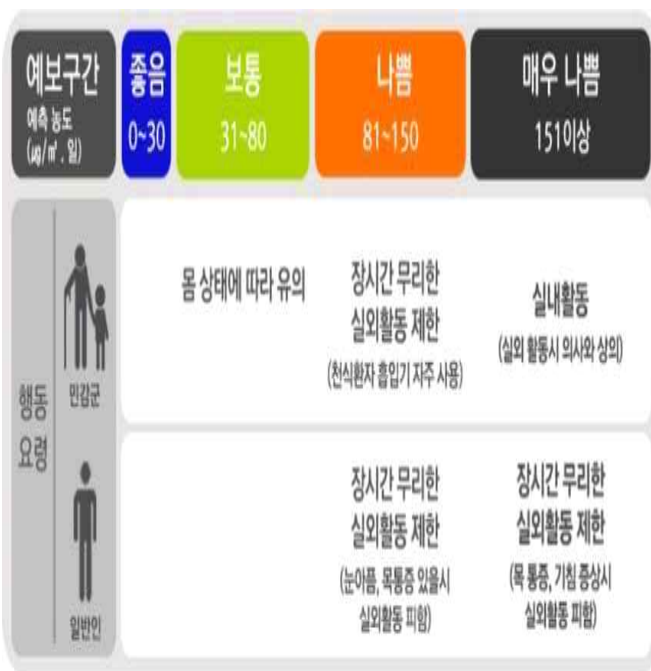 예보구간
예측 농도
(㎍/㎥. 일)
좋음
0~30
보통
31~80
나쁨
81~150
매우 나쁨
151이상
행동
요령
민감군
몸 상태에 따라 유의
장시간 무리한
실외활동 제한
(천식환자 흡입기 자주 사용)
실내활동
(실외 활동시 의사와 상의)
일반인
장시간 무리한
실외활동 제한
(눈아픔, 목통증 있을시
실외활동 피함)
장시간 무리한
실외활동 제한
(목 통증, 기침 증상시
실외활동 피함)